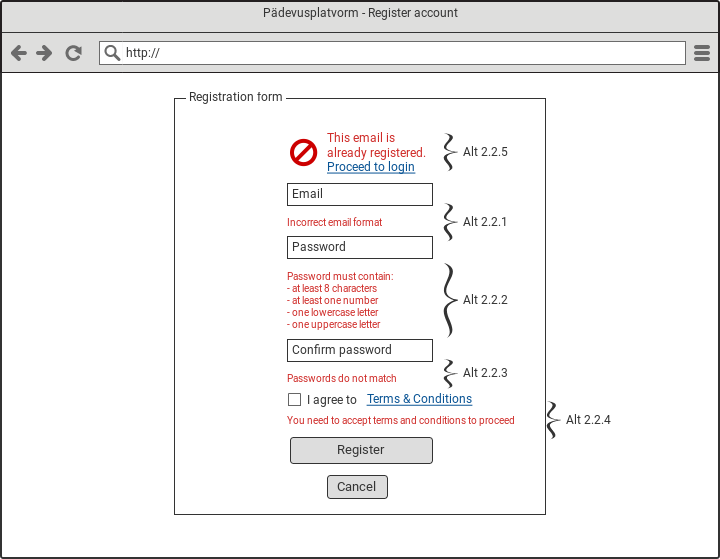 Pädevusplatvorm - Register account
http://
Registration form
This email is
already registered.
Proceed to login
Alt 2.2.5
Email
Incorrect email format
Alt 2.2.1
Password
Password must contain:
- at least 8 characters
- at least one number
- one lowercase letter
- one uppercase letter
Alt 2.2.2
Confirm password
Passwords do not match
Alt 2.2.3
I agree to Terms & Conditions
You need to accept terms and conditions to proceed
Alt 2.2.4
Register
Cancel